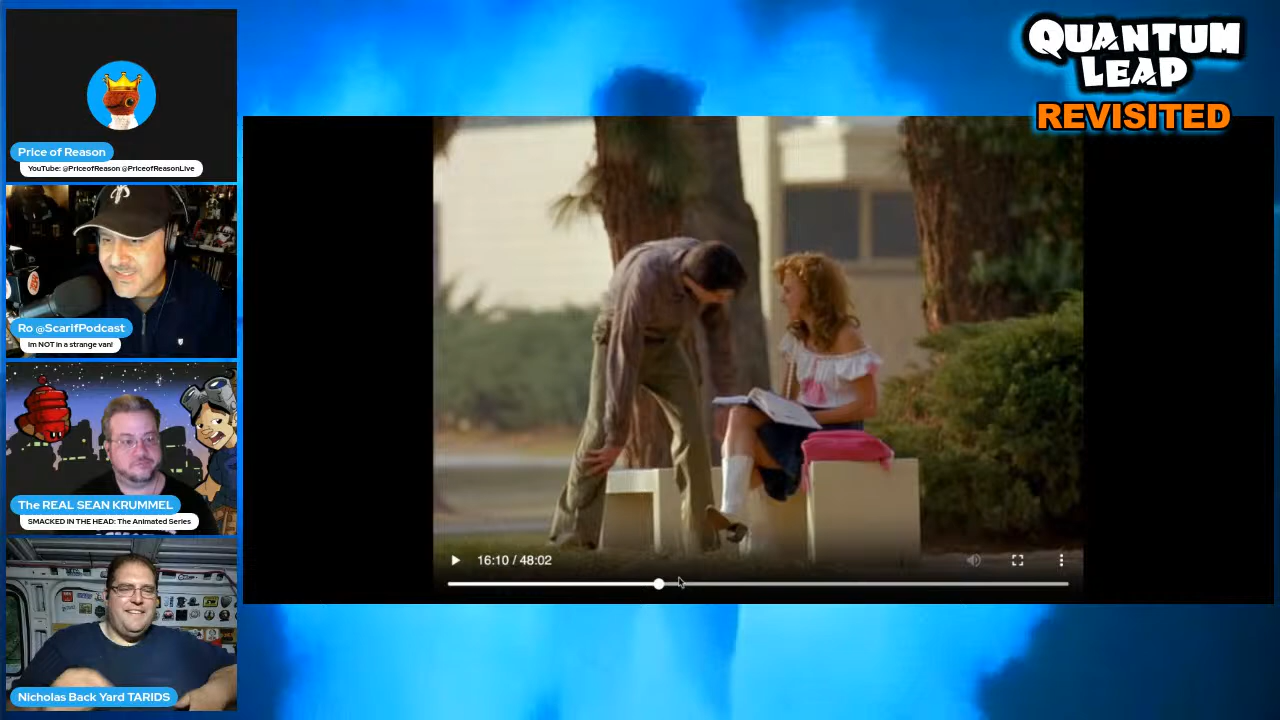 QUANTUM
LEAP
REVISITED
Price of Reason
YouTube: @PriceofReason @PriceofReasonLive
Ro @ScarifPodcast
Im NOT in a strange van!
The REAL SEAN KRUMMEL
SMACKED IN THE HEAD: The Animated Series
Nicholas Back Yard TARIDS
16:10 / 48:02